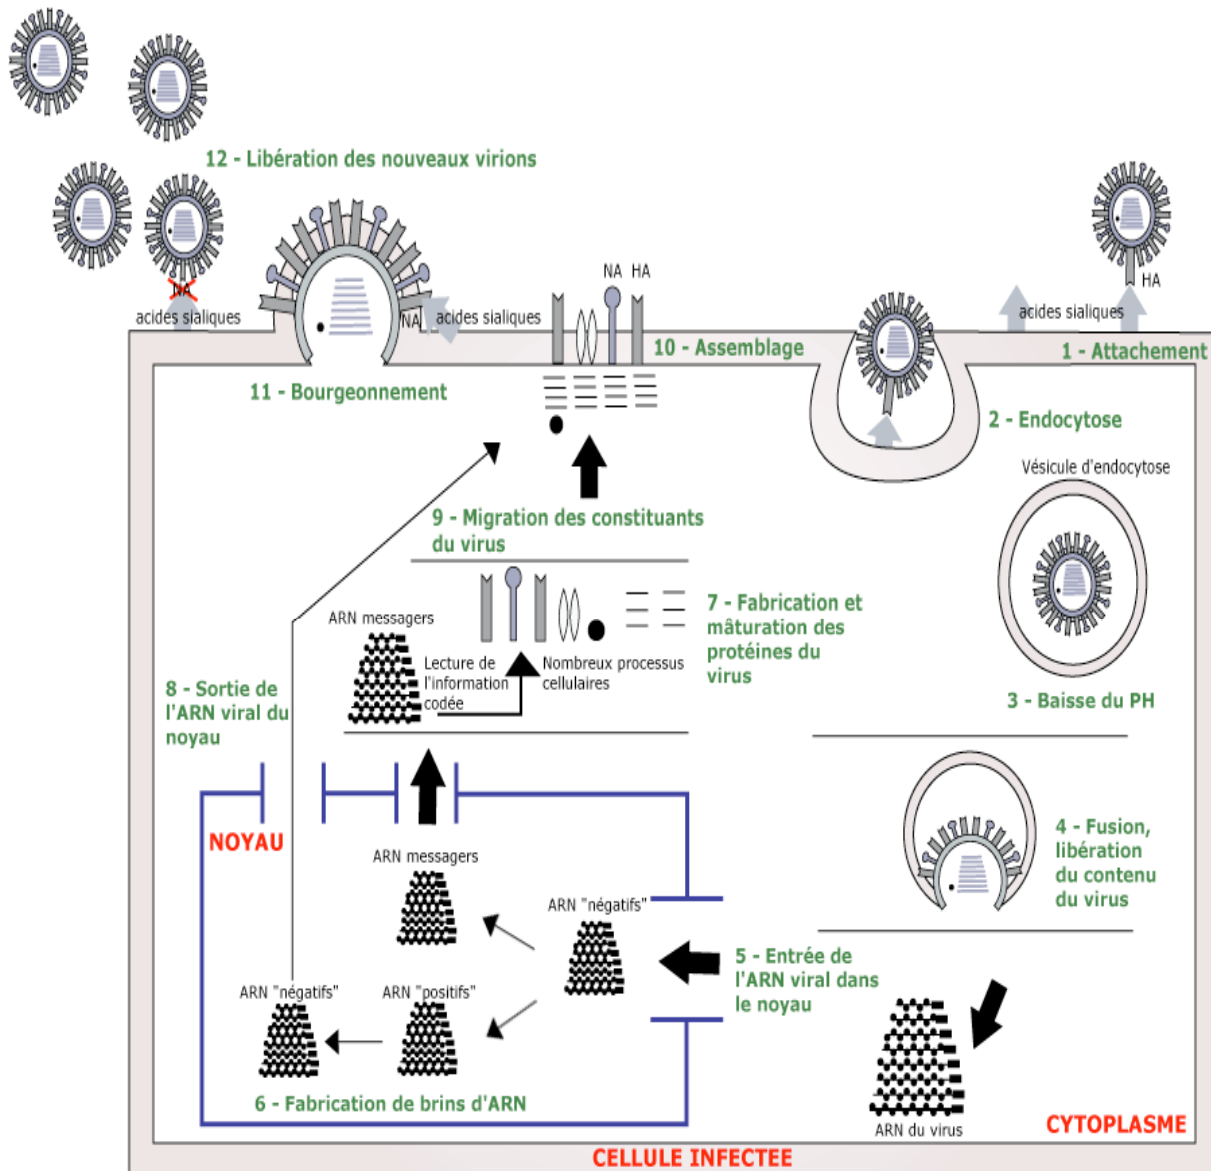 12 - Libération des nouveaux virions
NA
acides sialiques
NA
acides sialiques
NA HA
HA
acides sialiques
10 - Assemblage
1 - Attachement
11 - Bourgeonnement
2 - Endocytose
Vésicule d'endocytose
9 - Migration des constituants
du virus
ARN messagers
Lecture de
l'information
codée
Nombreux processus
cellulaires
7 - Fabrication et
mâturation des
protéines du
virus
3 - Baisse du PH
8 - Sortie de
l'ARN viral du
noyau
NOYAU
4 - Fusion,
libération
du contenu
du virus
ARN messagers
ARN "négatifs"
5 - Entrée de
l'ARN viral dans
le noyau
ARN "négatifs"
ARN "positifs"
6 - Fabrication de brins d'ARN
ARN du virus
CYTOPLASME
CELLULE INFECTEE